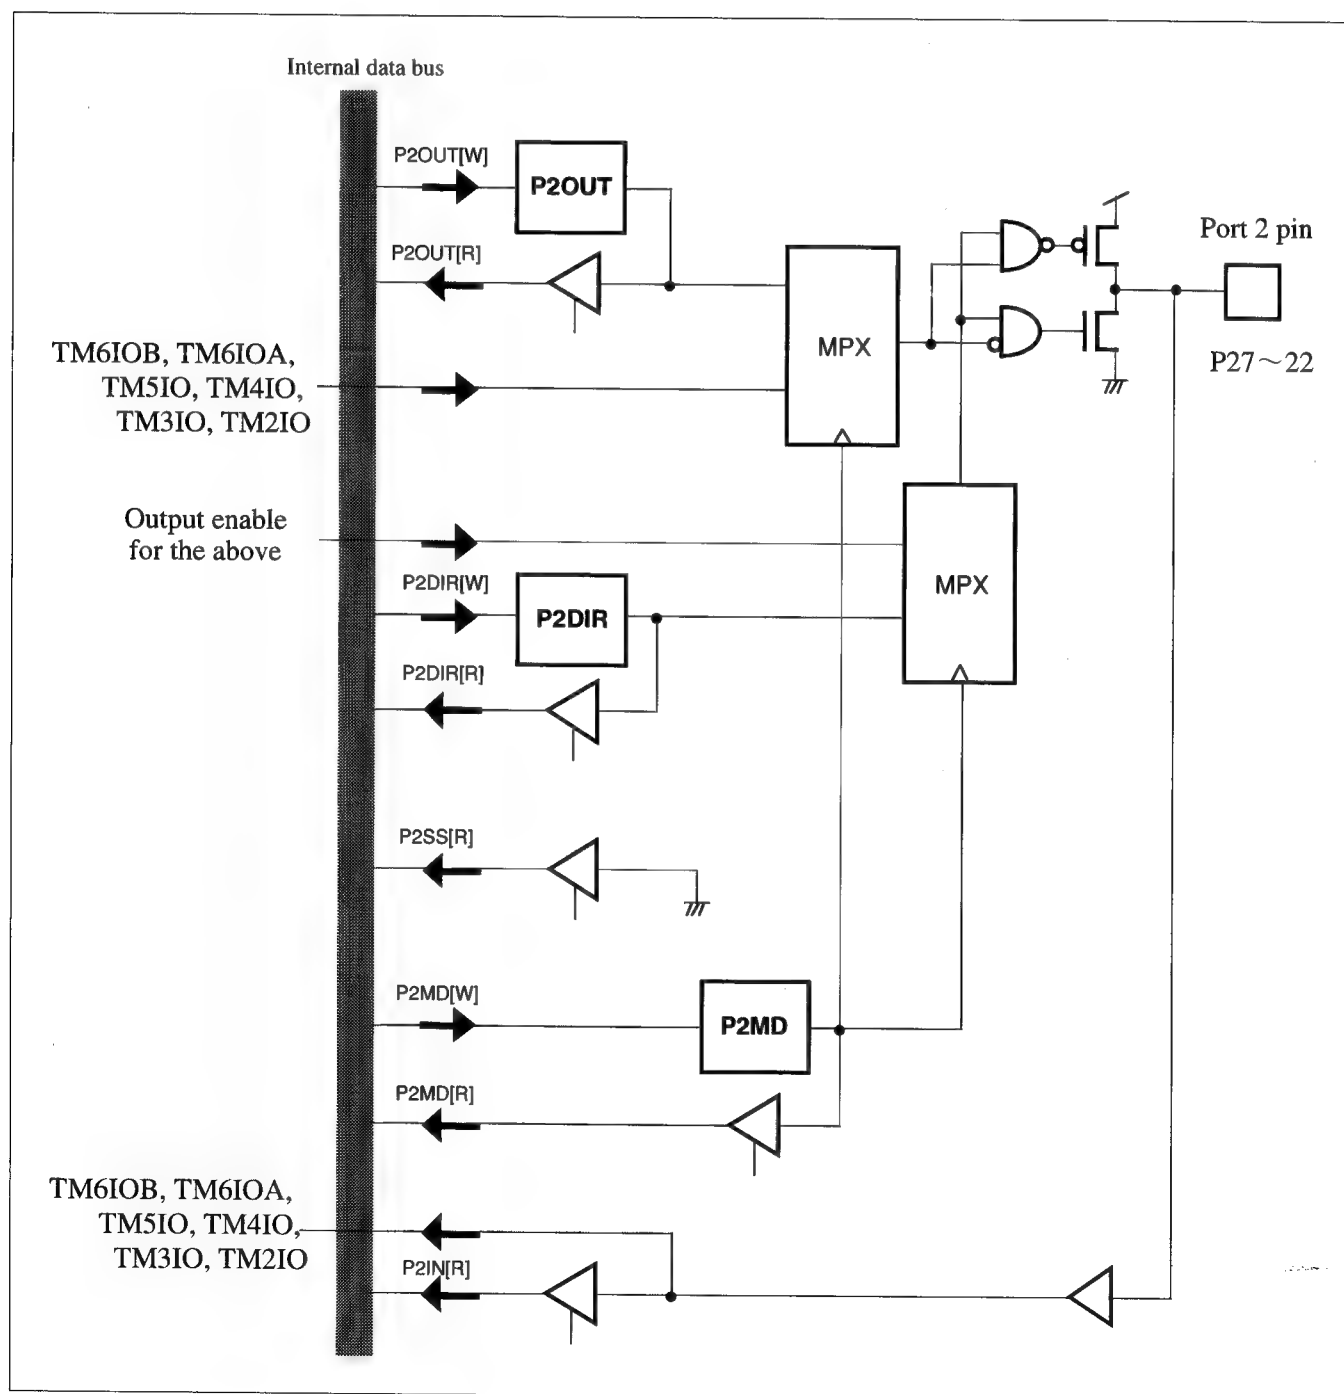 Internal data bus
P2OUT[W]
P2OUT
P2OUT[R]
Port 2 pin
TM6IOB, TM6IOA,
TM5IO, TM4IO,
TM3IO, TM2IO
MPX
P27～22
Output enable
for the above
P2DIR[W]
P2DIR
MPX
P2DIR[R]
P2SS[R]
P2MD[W]
P2MD
P2MD[R]
TM6IOB, TM6IOA,
TM5IO, TM4IO,
TM3IO, TM2IO
P2IN[R]